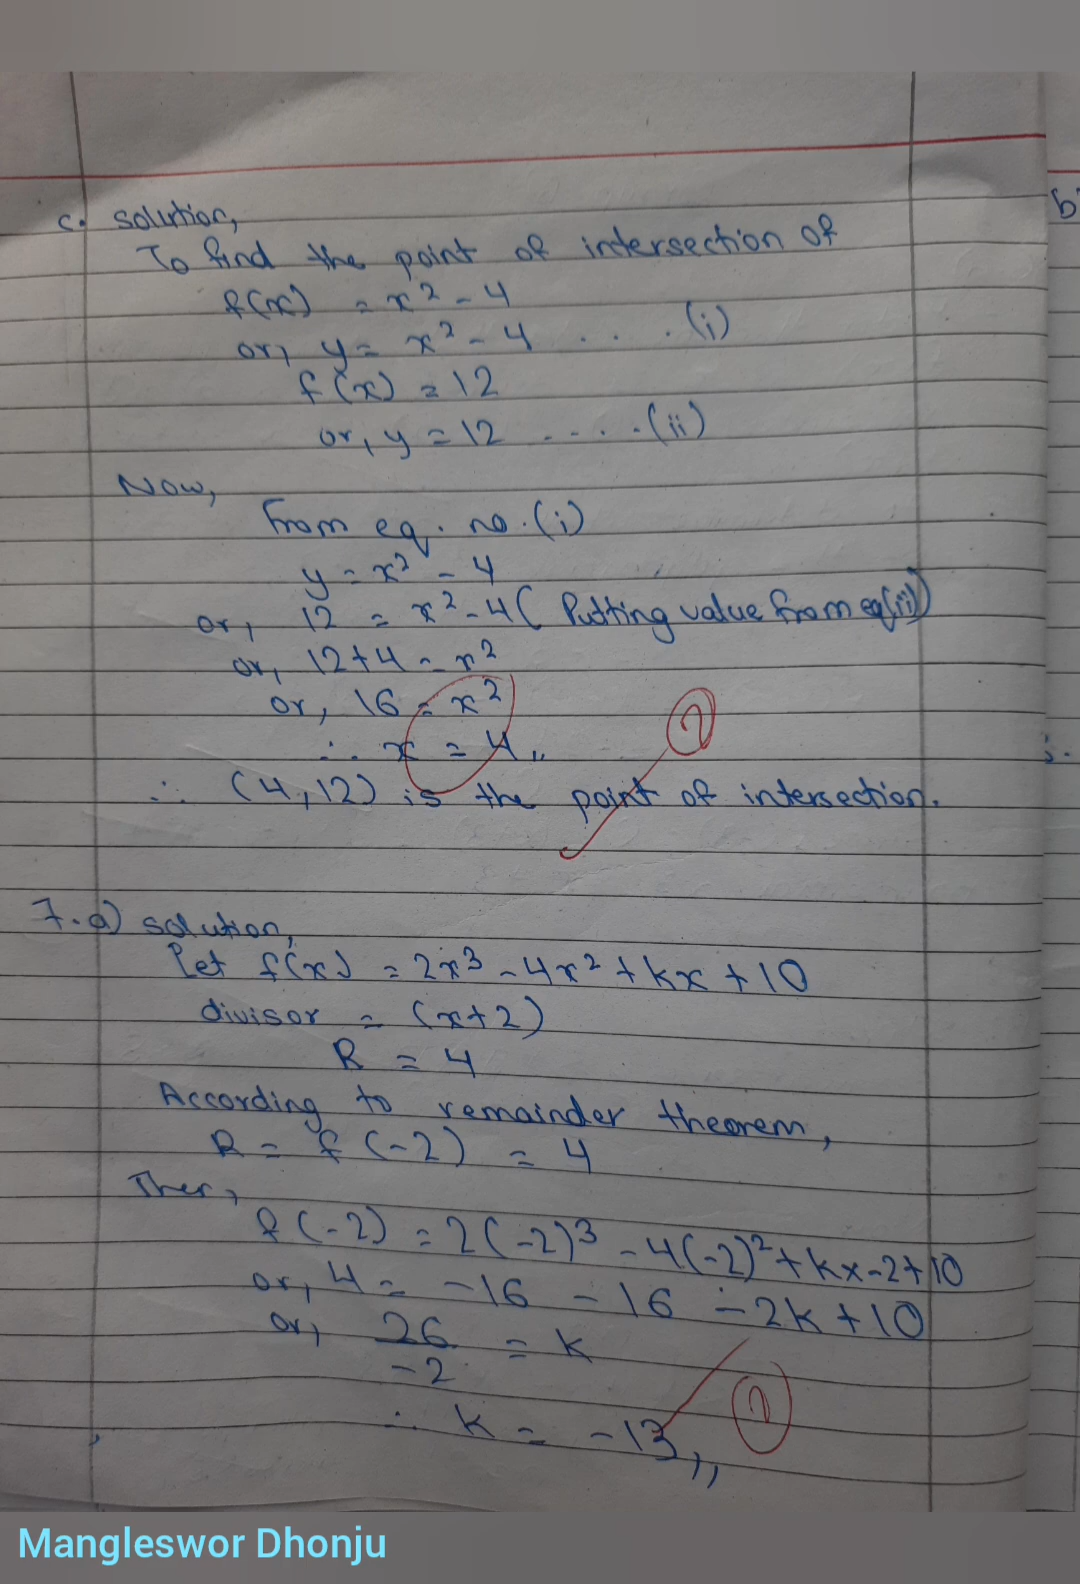 c. solution,
To find the point of intersection of
f(x) = x² - 4
or, y = x² - 4 . . . . (i)
f(x) = 12
or, y = 12 . . . . . (ii)
Now,
From eq. no. (i)
y = x² - 4
or, 12 = x² - 4 ( Putting value from eq(ii))
or, 12+4 = x²
or, 16 = x²
∴ x = 4,,
∴ (4,12) is the point of intersection.
7. a) solution,
Let f(x) = 2x³ - 4x² + kx + 10
divisor = (x+2)
R = 4
According to remainder theorem,
R = f(-2) = 4
Then,
f(-2) = 2(-2)³ - 4(-2)² + k×-2+10
or, 4 = -16 - 16 - 2k + 10
or, 26/-2 = k
∴ k = -13,,
b)
Mangleswor Dhonju